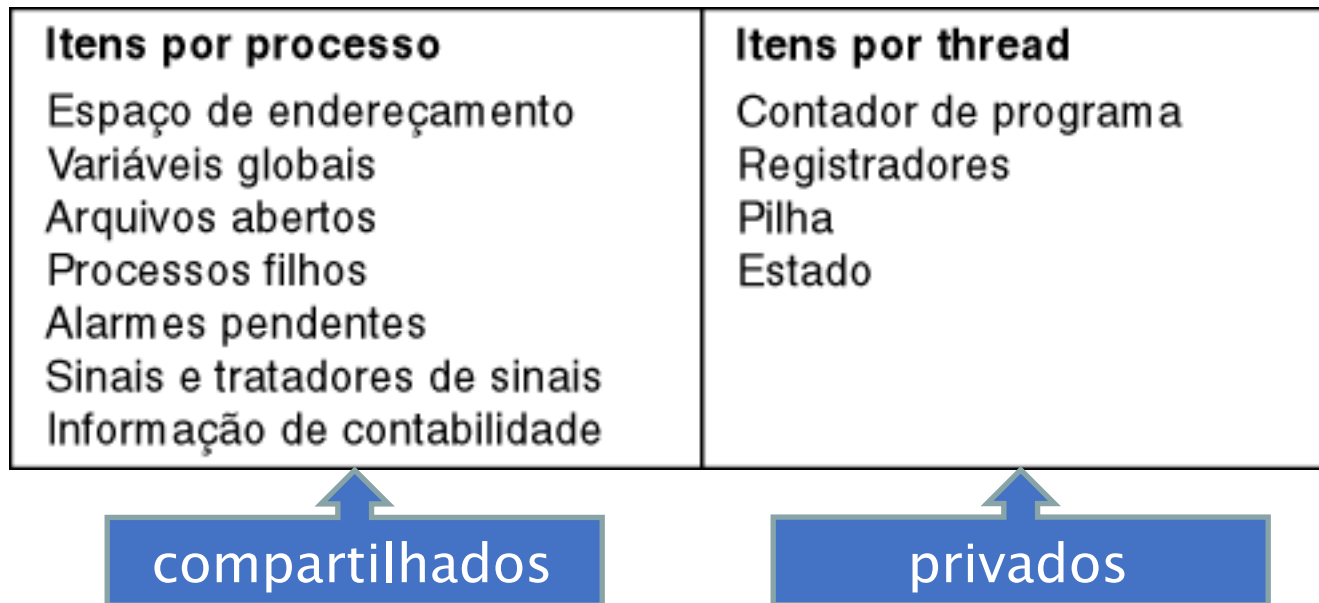 Itens por processo
Espaço de endereçamento
Variáveis globais
Arquivos abertos
Processos filhos
Alarmes pendentes
Sinais e tratadores de sinais
Informação de contabilidade
Itens por thread
Contador de programa
Registradores
Pilha
Estado
compartilhados
privados